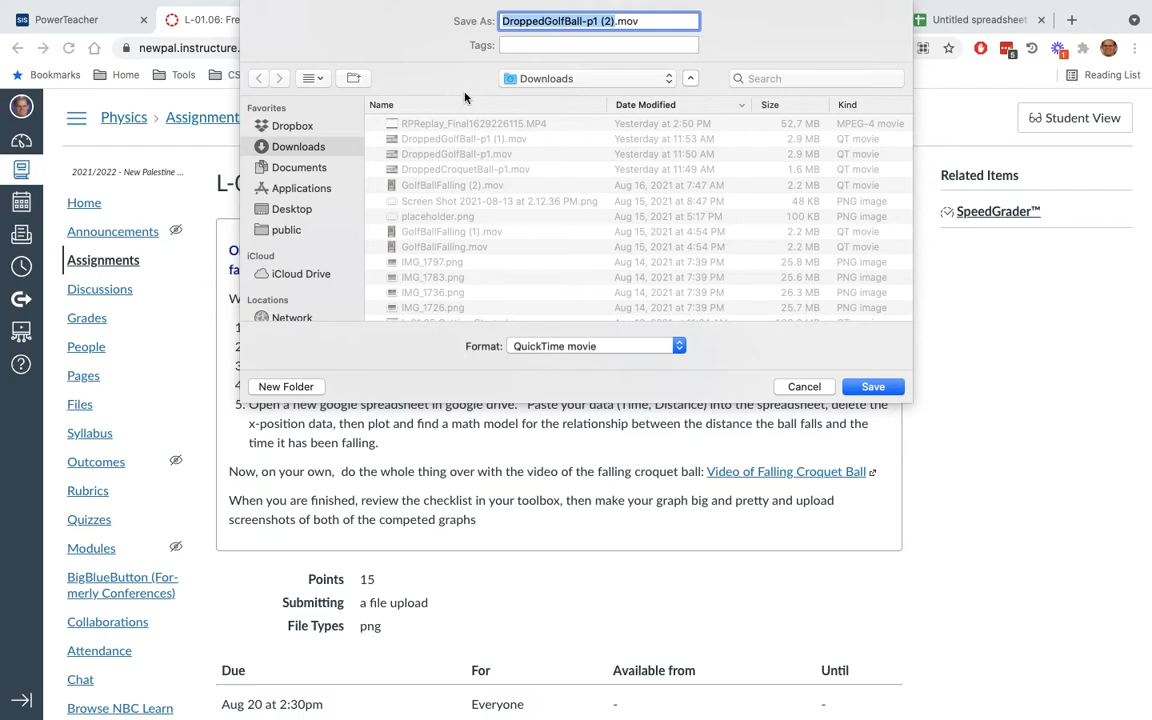 PowerTeacher
L-01.06: Fre
Untitled spreadsheet
newpal.instructure.
5
1
Bookmarks
Home
Tools
CS
Reading List
Save As: DroppedGolfBall-p1 (2).mov
Tags:
Downloads
Search
Favorites
Dropbox
Downloads
Documents
Applications
Desktop
public
iCloud
iCloud Drive
Locations
Network
Name Date Modified Size Kind
RPReplay_Final1629226115.MP4 Yesterday at 2:50 PM 52.7 MB MPEG-4 movie
DroppedGolfBall-p1 (1).mov Yesterday at 11:53 AM 2.9 MB QT movie
DroppedGolfBall-p1.mov Yesterday at 11:50 AM 2.9 MB QT movie
DroppedCroquetBall-p1.mov Yesterday at 11:49 AM 1.6 MB QT movie
GolfBallFalling (2).mov Aug 16, 2021 at 7:47 AM 2.2 MB QT movie
Screen Shot 2021-08-13 at 2.12.36 PM.png Aug 15, 2021 at 8:47 PM 48 KB PNG image
placeholder.png Aug 15, 2021 at 5:17 PM 100 KB PNG image
GolfBallFalling (1).mov Aug 15, 2021 at 4:54 PM 2.2 MB QT movie
GolfBallFalling.mov Aug 15, 2021 at 4:54 PM 2.2 MB QT movie
IMG_1797.png Aug 14, 2021 at 7:39 PM 25.8 MB PNG image
IMG_1783.png Aug 14, 2021 at 7:39 PM 25.6 MB PNG image
IMG_1736.png Aug 14, 2021 at 7:39 PM 26.3 MB PNG image
IMG_1726.png Aug 14, 2021 at 7:39 PM 25.7 MB PNG image
Format: QuickTime movie
New Folder
Cancel
Save
Physics › Assignment
Student View
2021/2022 - New Palestine ...
Home
Announcements
Assignments
Discussions
Grades
People
Pages
Files
Syllabus
Outcomes
Rubrics
Quizzes
Modules
BigBlueButton (For-
merly Conferences)
Collaborations
Attendance
Chat
Browse NBC Learn
Related Items
SpeedGrader™
L-0
O
fa
W
1
2
3
4
5. Open a new google spreadsheet in google drive. Paste your data (Time, Distance) into the spreadsheet, delete the
x-position data, then plot and find a math model for the relationship between the distance the ball falls and the
time it has been falling.
Now, on your own, do the whole thing over with the video of the falling croquet ball: Video of Falling Croquet Ball
When you are finished, review the checklist in your toolbox, then make your graph big and pretty and upload
screenshots of both of the competed graphs
Points 15
Submitting a file upload
File Types png
Due For Available from Until
Aug 20 at 2:30pm Everyone - -